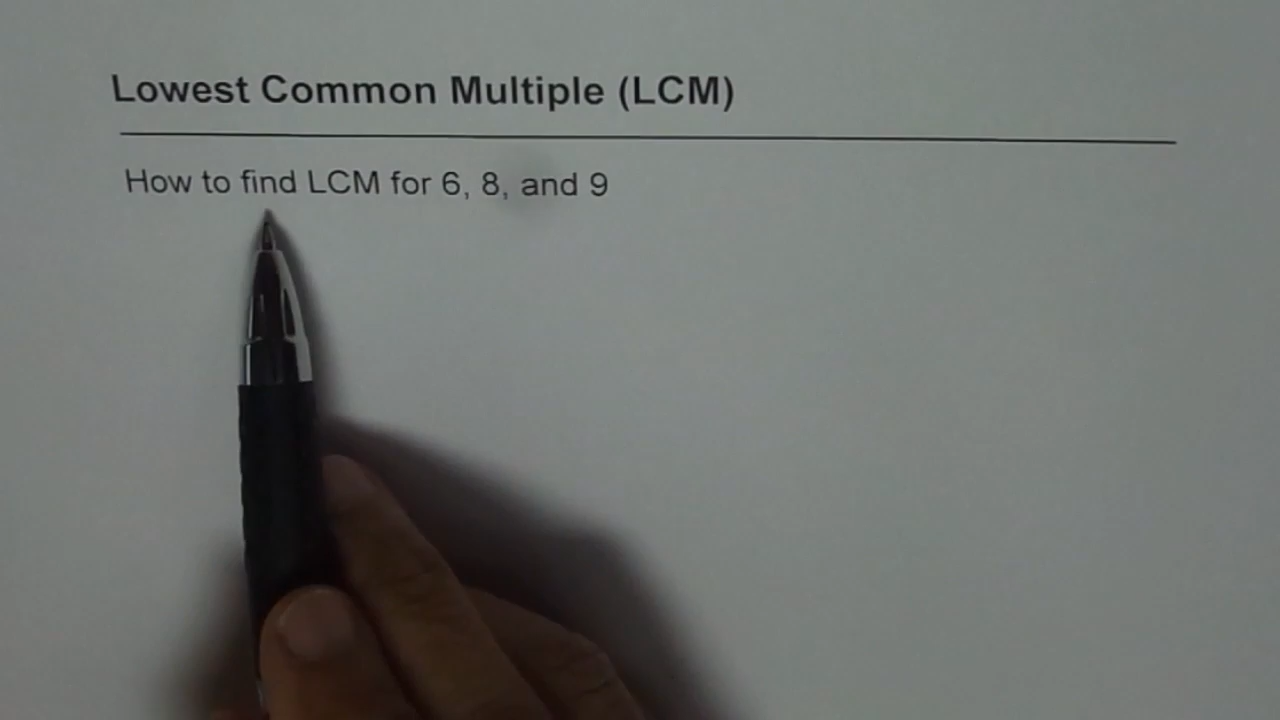 Lowest Common Multiple (LCM)
How to find LCM for 6, 8, and 9